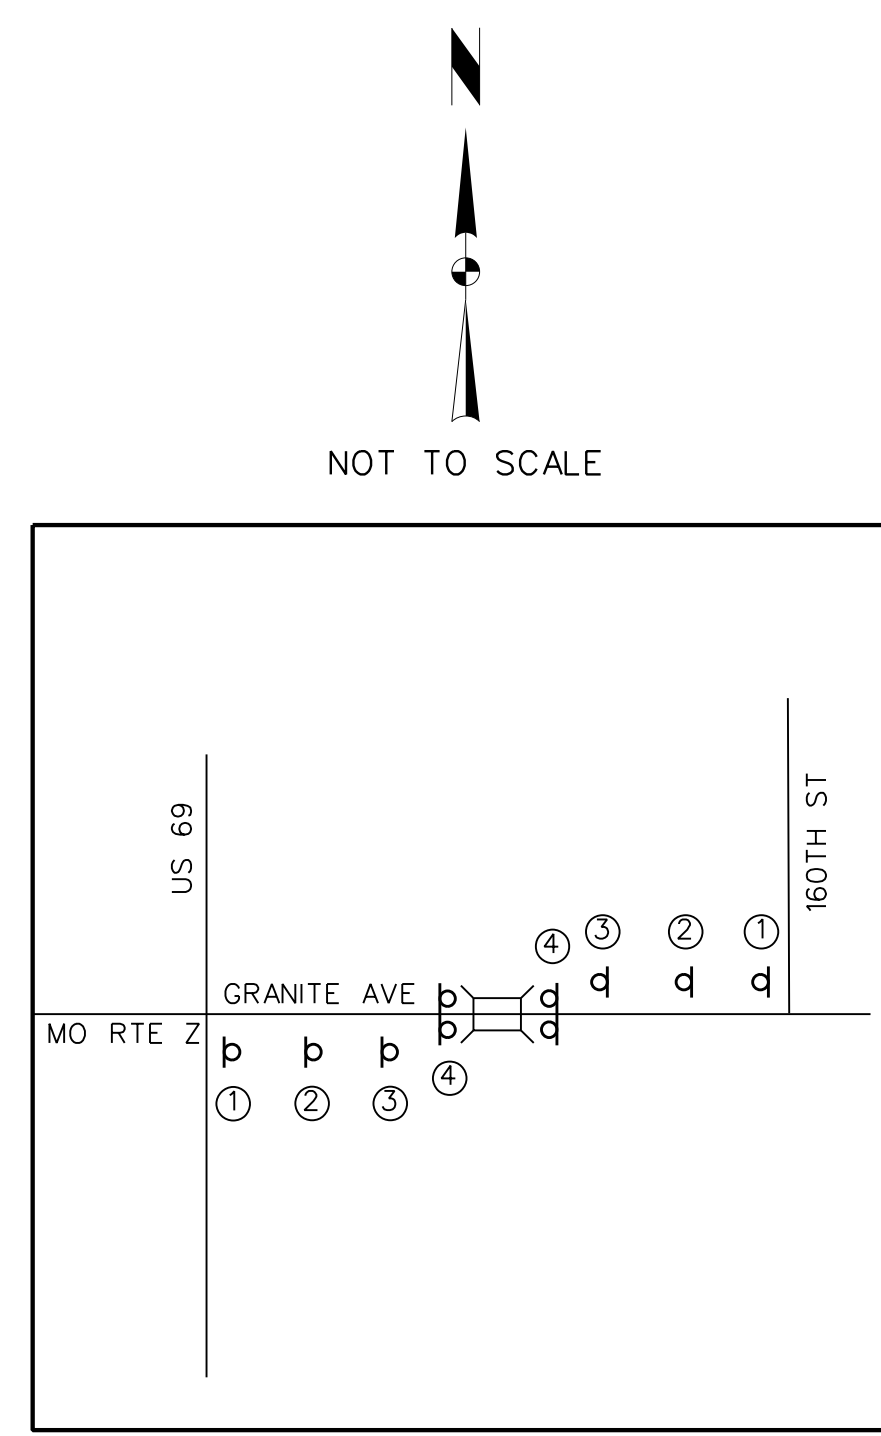 N
NOT TO SCALE
US 69
160TH ST
4 3 2 1
GRANITE AVE
MO RTE Z
1 2 3 4